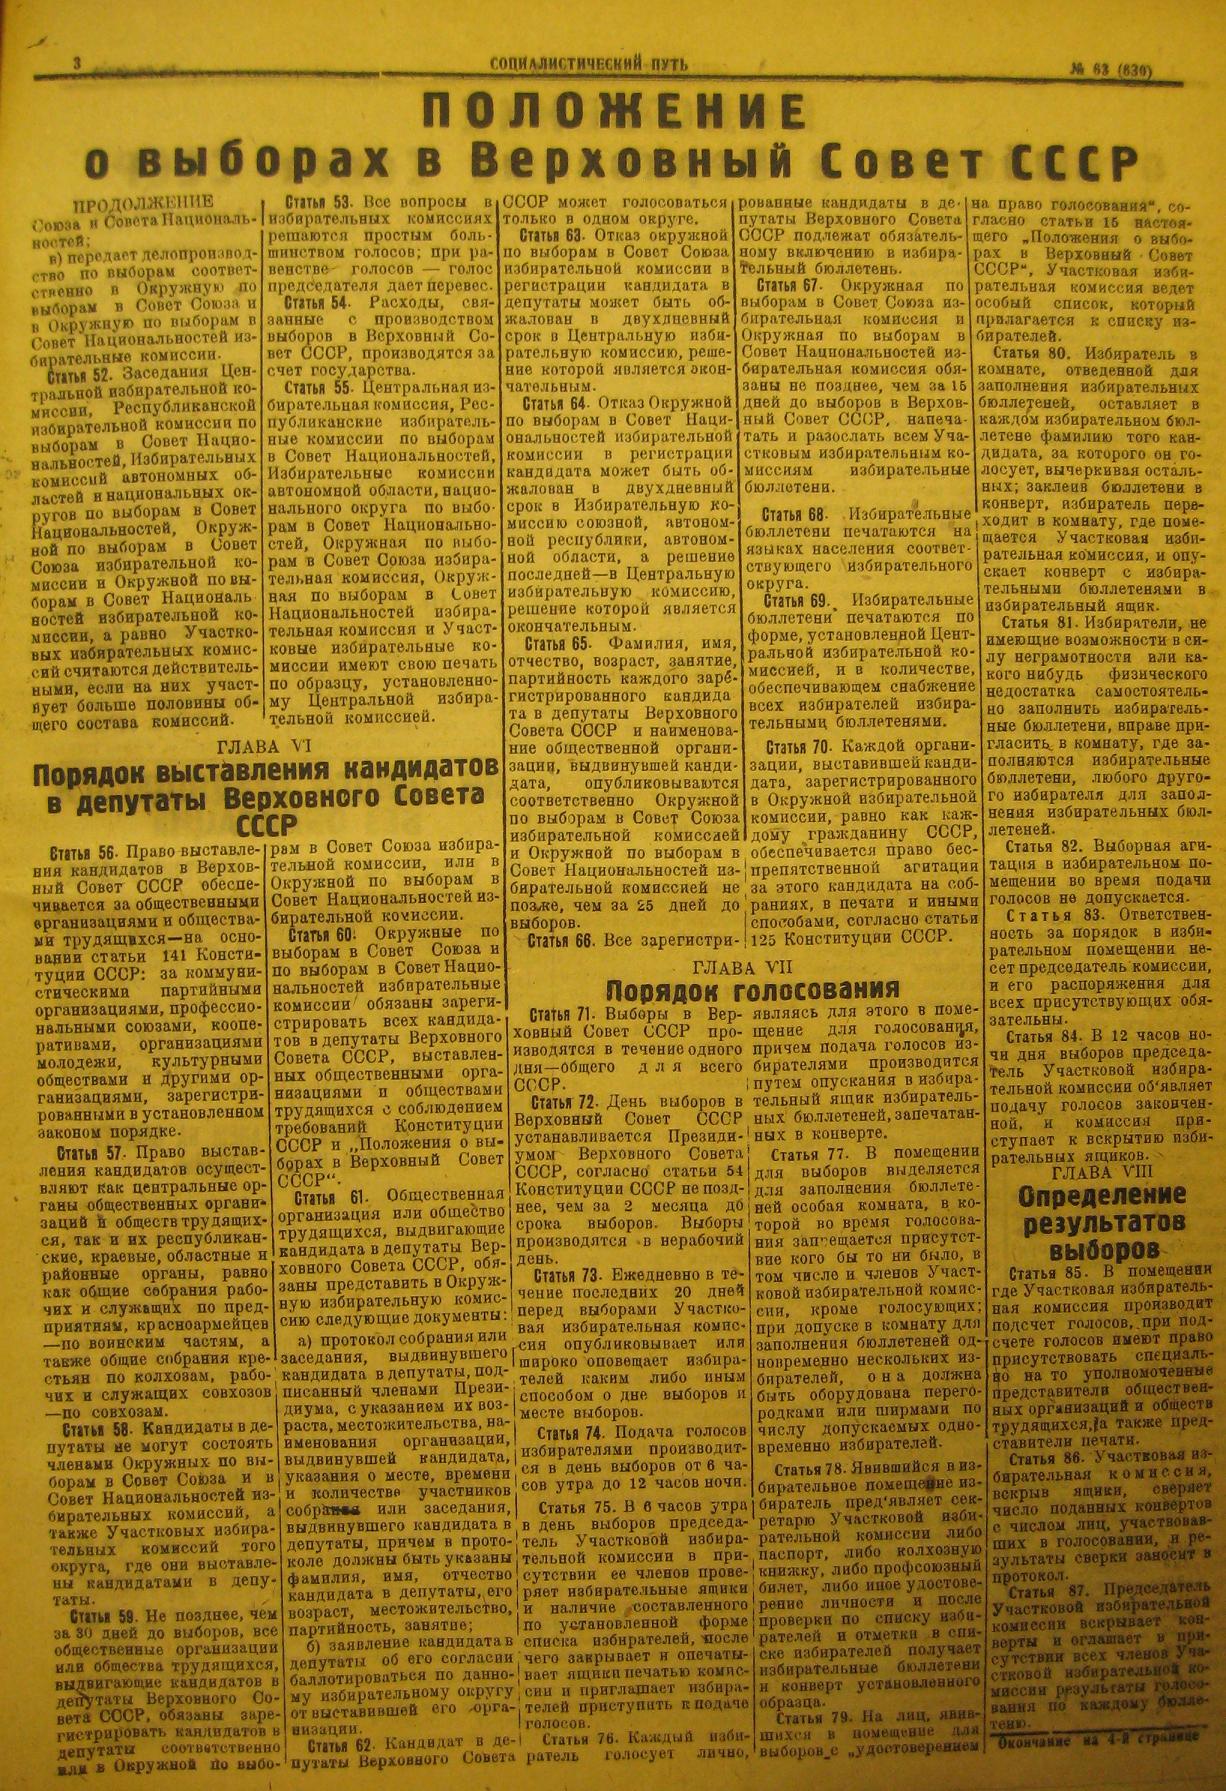 3
СОЦИАЛИСТИЧЕСКИЙ ПУТЬ
№ 63 (630)
ПОЛОЖЕНИЕ
о выборах в Верховный Совет СССР
ПРОДОЛЖЕНИЕ
Союза и Совета Националь-
ностей;
в) передает делопроизвод-
ство по выборам соответ-
ственно в Окружную по
выборам в Совет Союза и
в Окружную по выборам в
Совет Национальностей из-
бирательные комиссии.
Статья 52. Заседания Цен-
тральной избирательной ко-
миссии, Республиканской
избирательной комиссии по
выборам в Совет Нацио-
нальностей, Избирательных
комиссий автономных об-
ластей и национальных ок-
ругов по выборам в Совет
Национальностей, Окруж-
ной по выборам в Совет
Союза избирательной ко-
миссии и Окружной по вы-
борам в Совет Националь
ностей избирательной ко-
миссии, а равно Участко-
вых избирательных комис-
сий считаются действитель-
ными, если на них участ-
вует больше половины об-
щего состава комиссий.
Статья 53. Все вопросы в
избирательных комиссиях
решаются простым боль-
шинством голосов; при ра-
венстве голосов — голос
председателя дает перевес.
Статья 54. Расходы, свя-
занные с производством
выборов в Верховный Со-
вет СССР, производятся за
счет государства.
Статья 55. Центральная из-
бирательная комиссия, Рес-
публиканские избиратель-
ные комиссии по выборам
в Совет Национальностей,
Избирательные комиссии
автономной области, нацио-
нального округа по выбо-
рам в Совет Национально-
стей, Окружная по выбо-
рам в Совет Союза избира-
тельная комиссия, Окруж-
ная по выборам в Совет
Национальностей избира-
тельная комиссия и Участ-
ковые избирательные ко-
миссии имеют свою печать
по образцу, установленно-
му Центральной избира-
тельной комиссией.
ГЛАВА VI
Порядок выставления кандидатов
в депутаты Верховного Совета
СССР
Статья 56. Право выставле-
ния кандидатов в Верхов-
ный Совет СССР обеспе-
чивается за общественными
организациями и общества-
ми трудящихся—на осно-
вании статьи 141 Консти-
туции СССР: за коммуни-
стическими партийными
организациями, профессио-
нальными союзами, коопе-
ративами, организациями
молодежи, культурными
обществами и другими ор-
ганизациями, зарегистри-
рованными в установленном
законом порядке.
Статья 57. Право выстав-
ления кандидатов осущест-
вляют как центральные ор-
ганы общественных органи-
заций и обществ трудящих-
ся, так и их республикан-
ские, краевые, областные и
районные органы, равно
как общие собрания рабо-
чих и служащих по пред-
приятиям, красноармейцев
—по воинским частям, а
также общие собрания кре-
стьян по колхозам, рабо-
чих и служащих совхозов
—по совхозам.
Статья 58. Кандидаты в де-
путаты не могут состоять
членами Окружных по вы-
борам в Совет Союза и в
Совет Национальностей из-
бирательных комиссий, а
также Участковых избира-
тельных комиссий того
округа, где они выставле-
ны кандидатами в депу-
таты.
Статья 59. Не позднее, чем
за 30 дней до выборов, все
общественные организации
или общества трудящихся,
выдвигающие кандидатов в
депутаты Верховного Со-
вета СССР, обязаны заре-
гистрировать кандидатов в
депутаты соответственно
или в Окружной по выбо-
рам в Совет Союза избира-
тельной комиссии, или в
Окружной по выборам в
Совет Национальностей из-
бирательной комиссии.
Статья 60. Окружные по
выборам в Совет Союза и
по выборам в Совет Нацио-
нальностей избирательные
комиссии обязаны зареги-
стрировать всех кандида-
тов в депутаты Верховного
Совета СССР, выставлен-
ных общественными орга-
низациями и обществами
трудящихся с соблюдением
требований Конституции
СССР и „Положения о вы-
борах в Верховный Совет
СССР“.
Статья 61. Общественная
организация или общество
трудящихся, выдвигающие
кандидата в депутаты Вер-
ховного Совета СССР, обя-
заны представить в Окруж-
ную избирательную комис-
сию следующие документы:
а) протокол собрания или
заседания, выдвинувшего
кандидата в депутаты, под-
писанный членами Прези-
диума, с указанием их воз-
раста, местожительства, на-
именования организации,
выдвинувшей кандидата,
указания о месте, времени
и количестве участников
собрания или заседания,
выдвинувшего кандидата в
депутаты, причем в прото-
коле должны быть указаны
фамилия, имя, отчество
кандидата в депутаты, его
возраст, местожительство,
партийность, занятие;
б) заявление кандидата в
депутаты об его согласии
баллотироваться по данно-
му избирательному округу
от выставившей его орга-
низации.
Статья 62. Кандидат в де-
путаты Верховного Совета
СССР может голосоваться
только в одном округе.
Статья 63. Отказ окружной
по выборам в Совет Союза
избирательной комиссии в
регистрации кандидата в
депутаты может быть об-
жалован в двухдневный
срок в Центральную изби-
рательную комиссию, реше-
ние которой является окон-
чательным.
Статья 64. Отказ Окружной
по выборам в Совет Наци-
ональностей избирательной
комиссии в регистрации
кандидата может быть об-
жалован в двухдневный
срок в Избирательную ко-
миссию союзной, автоном-
ной республики, автоном-
ной области, а решение
последней—в Центральную
избирательную комиссию,
решение которой является
окончательным.
Статья 65. Фамилия, имя,
отчество, возраст, занятие,
партийность каждого заре-
гистрированного кандида
та в депутаты Верховного
Совета СССР и наименова-
ние общественной органи-
зации, выдвинувшей канди-
дата, опубликовываются
соответственно Окружной
по выборам в Совет Союза
избирательной комиссией
и Окружной по выборам в
Совет Национальностей из-
бирательной комиссией не
позже, чем за 25 дней до
выборов.
Статья 66. Все зарегистри-
рованные кандидаты в де-
путаты Верховного Совета
СССР подлежат обязатель-
ному включению в избира-
тельный бюллетень.
Статья 67. Окружная по
выборам в Совет Союза из-
бирательная комиссия и
Окружная по выборам в
Совет Национальностей из-
бирательная комиссия обя-
заны не позднее, чем за 15
дней до выборов в Верхов-
ный Совет СССР, напеча-
тать и разослать всем Уча-
стковым избирательным ко-
миссиям избирательные
бюллетени.
Статья 68. Избирательные
бюллетени печатаются на
языках населения соответ-
ствующего избирательного
округа.
Статья 69. Избирательные
бюллетени печатаются по
форме, установленной Цент-
ральной избирательной ко-
миссией, и в количестве,
обеспечивающем снабжение
всех избирателей избира-
тельными бюллетенями.
Статья 70. Каждой органи-
зации, выставившей канди-
дата, зарегистрированного
в Окружной избирательной
комиссии, равно как каж-
дому гражданину СССР,
обеспечивается право бес-
препятственной агитации
за этого кандидата на соб-
раниях, в печати и иными
способами, согласно статьи
125 Конституции СССР.
ГЛАВА VII
Порядок голосования
Статья 71. Выборы в Вер-
ховный Совет СССР про-
изводятся в течение одного
дня—общего для всего
СССР.
Статья 72. День выборов в
Верховный Совет СССР
устанавливается Президи-
умом Верховного Совета
СССР, согласно статьи 54
Конституции СССР не позд-
нее, чем за 2 месяца до
срока выборов. Выборы
производятся в нерабочий
день.
Статья 73. Ежедневно в те-
чение последних 20 дней
перед выборами Участко-
вая избирательная комис-
сия опубликовывает или
широко оповещает избира-
телей каким либо иным
способом о дне выборов и
месте выборов.
Статья 74. Подача голосов
избирателями производит-
ся в день выборов от 6 ча-
сов утра до 12 часов ночи.
Статья 75. В 6 часов утра
в день выборов председа-
тель Участковой избира-
тельной комиссии в при-
сутствии ее членов прове-
ряет избирательные ящики
и наличие составленного
по установленной форме
списка избирателей, после
чего закрывает и опечаты-
вает ящики печатью комис-
сии и приглашает избира-
телей приступить к подаче
голосов.
Статья 76. Каждый изби-
ратель голосует лично,
являясь для этого в поме-
щение для голосования,
причем подача голосов из-
бирателями производится
путем опускания в избира-
тельный ящик избиратель-
ных бюллетеней, запечатан-
ных в конверте.
Статья 77. В помещении
для выборов выделяется
для заполнения бюллете-
ней особая комната, в ко-
торой во время голосова-
ния запрещается присутст-
вие кого бы то ни было, в
том числе и членов Участ-
ковой избирательной комис-
сии, кроме голосующих;
при допуске в комнату для
заполнения бюллетеней од-
новременно нескольких из-
бирателей, она должна
быть оборудована перего-
родками или ширмами по
числу допускаемых одно-
временно избирателей.
Статья 78. Явившийся в из-
бирательное помещение из-
биратель пред'являет сек-
ретарю Участковой изби-
рательной комиссии либо
паспорт, либо колхозную
книжку, либо профсоюзный
билет, либо иное удостове-
рение личности и после
проверки по списку изби-
рателей и отметки в спи-
ске избирателей получает
избирательные бюллетени
и конверт установленного
образца.
Статья 79. На лиц, явив-
шихся в помещение для
выборов с „удостоверением
на право голосования“, со-
гласно статьи 15 настоя-
щего „Положения о выбо-
рах в Верховный Совет
СССР“, Участковая изби-
рательная комиссия ведет
особый список, который
прилагается к списку из-
бирателей.
Статья 80. Избиратель в
комнате, отведенной для
заполнения избирательных
бюллетеней, оставляет в
каждом избирательном бюл-
летене фамилию того кан-
дидата, за которого он го-
лосует, вычеркивая осталь-
ных; заклеив бюллетени в
конверт, избиратель пере-
ходит в комнату, где поме-
щается Участковая изби-
рательная комиссия, и опу-
скает конверт с избира-
тельными бюллетенями в
избирательный ящик.
Статья 81. Избиратели, не
имеющие возможности в си-
лу неграмотности или ка-
кого нибудь физического
недостатка самостоятель-
но заполнить избиратель-
ные бюллетени, вправе при-
гласить в комнату, где за-
полняются избирательные
бюллетени, любого друго-
го избирателя для запол-
нения избирательных бюл-
летеней.
Статья 82. Выборная аги-
тация в избирательном по-
мещении во время подачи
голосов не допускается.
Статья 83. Ответствен-
ность за порядок в изби-
рательном помещении не-
сет председатель комиссии,
и его распоряжения для
всех присутствующих обя-
зательны.
Статья 84. В 12 часов но-
чи дня выборов председа-
тель Участковой избира-
тельной комиссии об'являет
подачу голосов закончен-
ной, и комиссия при-
ступает к вскрытию изби-
рательных ящиков.
ГЛАВА VIII
Определение
результатов
выборов
Статья 85. В помещении
где Участковая избиратель-
ная комиссия производит
подсчет голосов, при под-
счете голосов имеют право
присутствовать специаль-
но на то уполномоченные
представители обществен-
ных организаций и обществ
трудящихся, а также пред-
ставители печати.
Статья 86. Участковая из-
бирательная комиссия,
вскрыв ящики, сверяет
число поданных конвертов
с числом лиц, участвовав-
ших в голосовании, и ре-
зультаты сверки заносит в
протокол.
Статья 87. Председатель
Участковой избирательной
комиссии вскрывает кон-
верты и оглашает в при-
сутствии всех членов Уча-
стковой избирательной ко-
миссии результаты голосо-
вания по каждому бюлле-
теню.
Окончание на 4-й странице